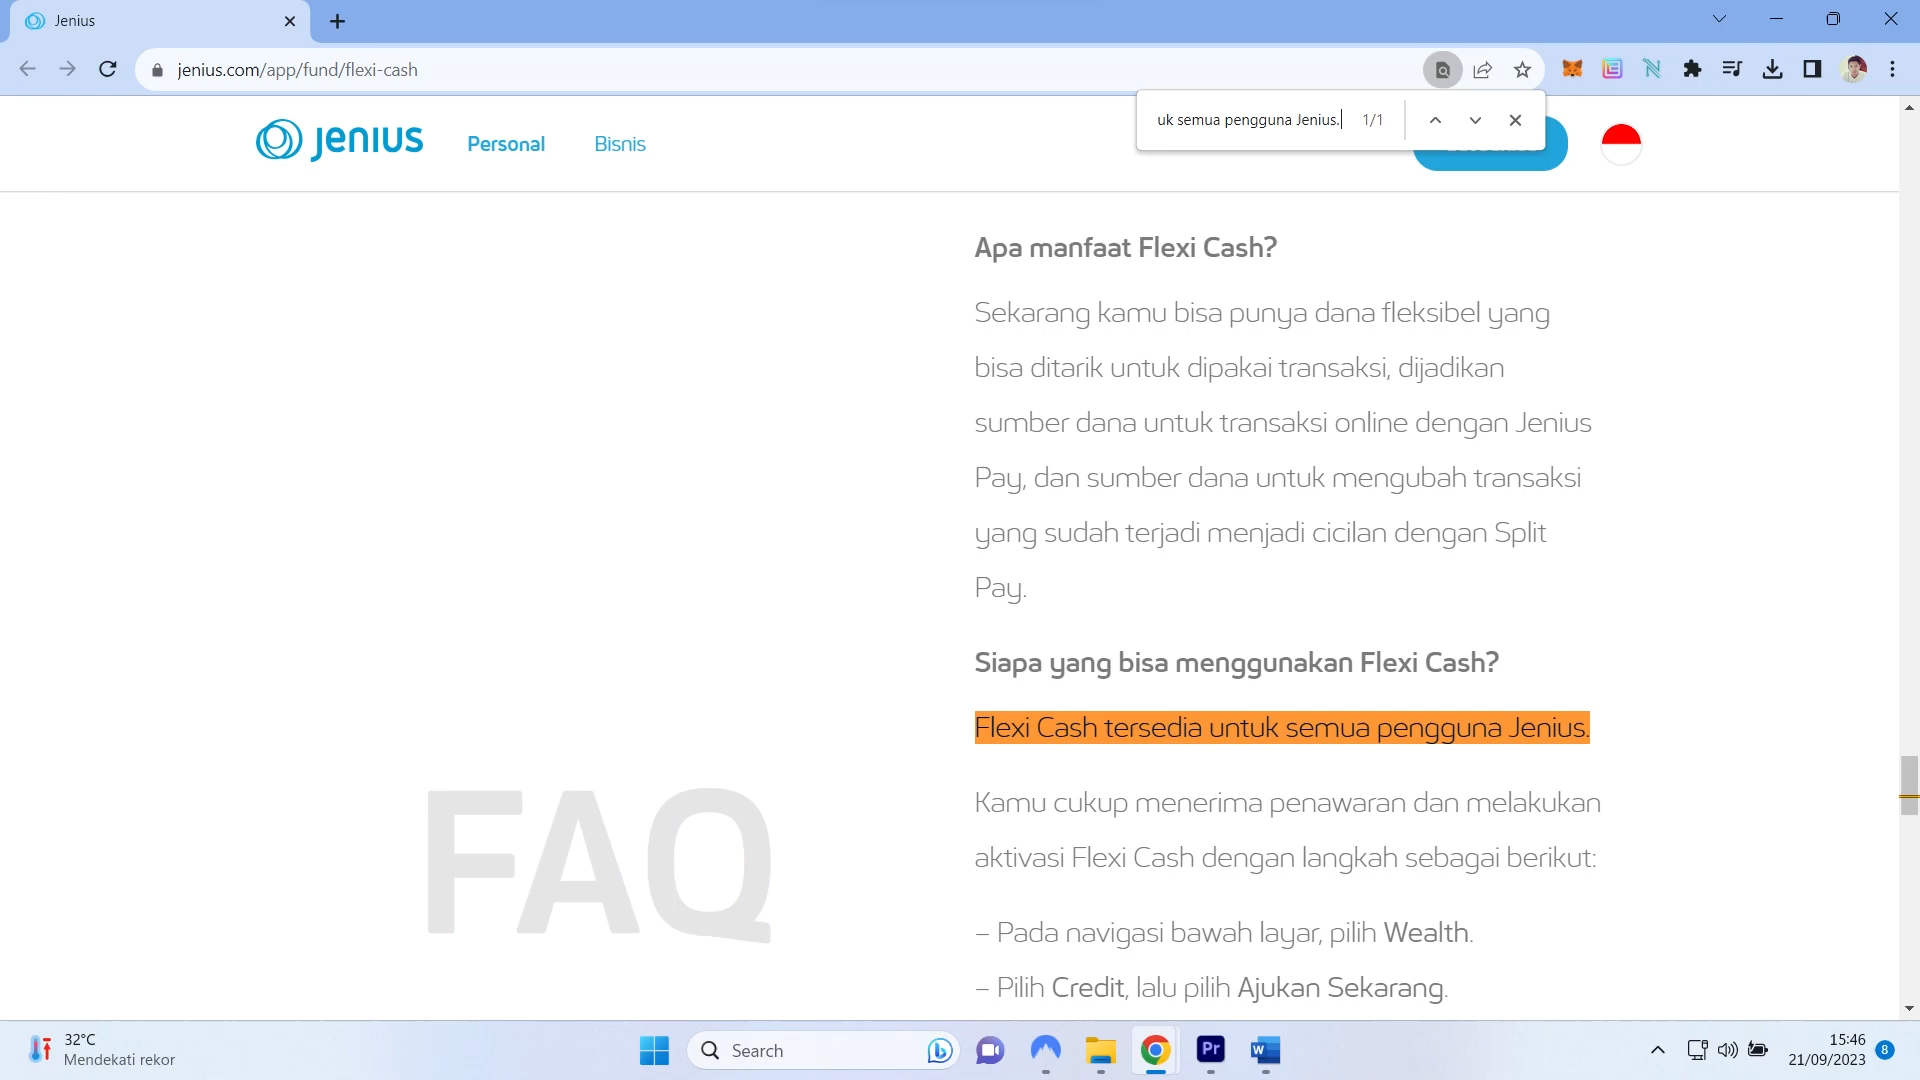 Jenius
jenius.com/app/fund/flexi-cash
uk semua pengguna Jenius. 1/1
jenius Personal Bisnis
Apa manfaat Flexi Cash?
Sekarang kamu bisa punya dana fleksibel yang
bisa ditarik untuk dipakai transaksi, dijadikan
sumber dana untuk transaksi online dengan Jenius
Pay, dan sumber dana untuk mengubah transaksi
yang sudah terjadi menjadi cicilan dengan Split
Pay.
Siapa yang bisa menggunakan Flexi Cash?
Flexi Cash tersedia untuk semua pengguna Jenius.
Kamu cukup menerima penawaran dan melakukan
aktivasi Flexi Cash dengan langkah sebagai berikut:
– Pada navigasi bawah layar, pilih Wealth.
– Pilih Credit, lalu pilih Ajukan Sekarang.
FAQ
32°C
Mendekati rekor
Search
Pr
W
15:46
21/09/2023
8